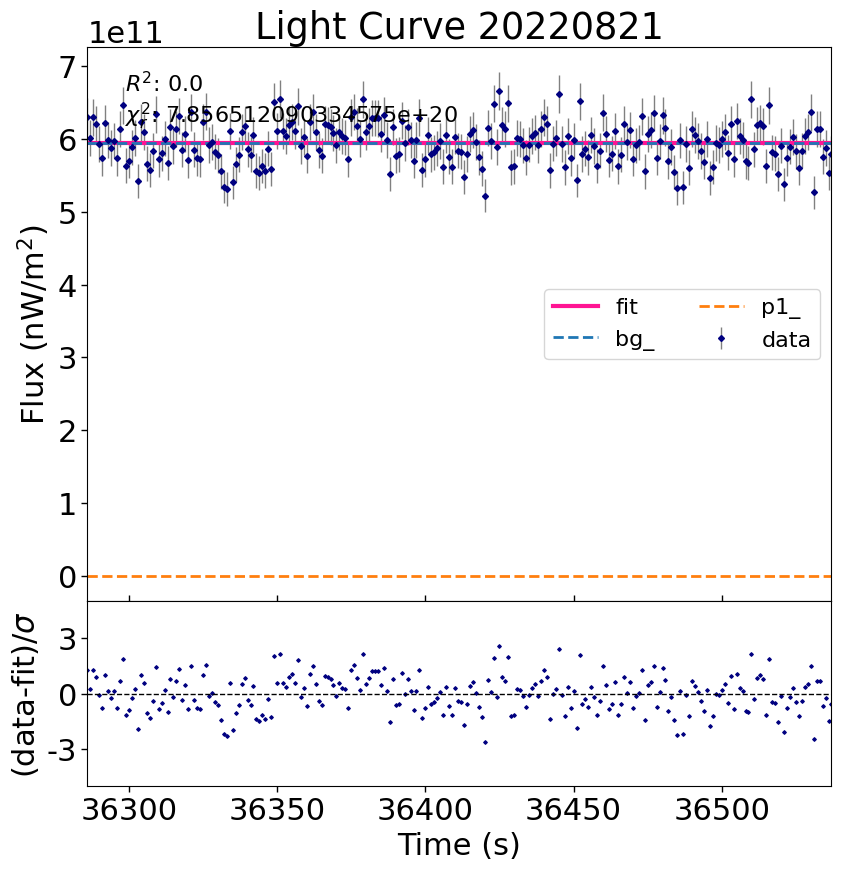 Light Curve 20220821
1e11
R²: 0.0
χ²: 7.856512090334575e+20
7
6
5
4
3
2
1
0
Flux (nW/m²)
fit
bg_
p1_
data
3
0
-3
(data-fit)/σ
36300 36350 36400 36450 36500
Time (s)